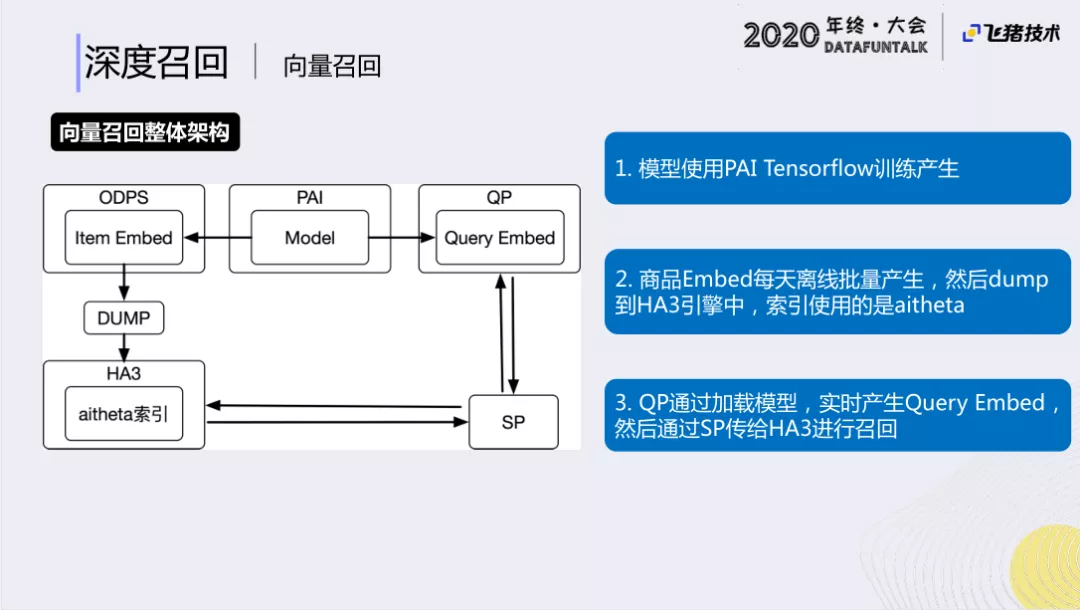 深度召回
向量召回
2020 年终·大会
DATAFUNTALK
飞猪技术
向量召回整体架构
ODPS
Item Embed
PAI
Model
QP
Query Embed
DUMP
HA3
aitheta索引
SP
1. 模型使用PAI Tensorflow训练产生
2. 商品Embed每天离线批量产生，然后dump
到HA3引擎中，索引使用的是aitheta
3. QP通过加载模型，实时产生Query Embed，
然后通过SP传给HA3进行召回